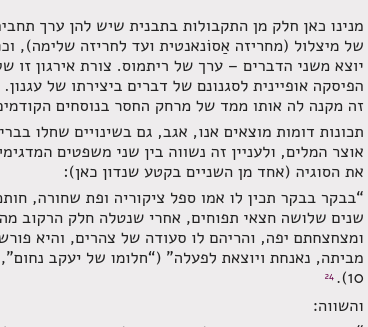 מנינו כאן חלק מן התקבולות בתבנית שיש להן ערך תחבי
של מיצלול (מחריזה אַסוֹנאנטית ועד לחריזה שלימה), וכ
יוצא משני הדברים – ערך של ריתמוס. צורת אירגון זו ש
הפיסקה אופיינית לסגנונם של דברים ביצירתו של עגנון.
זה מקנה לה אותו ממד של מרחק החסר בנוסחים הקודמי
תכונות דומות מוצאים אנו, אגב, גם בשינויים שחלו בברי
אוצר המלים, ולעניין זה נשווה בין שני משפטים המדגימי
את הסוגיה (אחד מן השניים בקטע שנדון כאן):
“בבקר בבקר תכין לו אמו ספל ציקוריה ופת שחורה, חותכ
שנים שלושה חצאי תפוחים, אחרי שנטלה חלק הרקוב מה
ומצחצחתם יפה, והריהם לו סעודה של צהרים, והיא פורש
מביתה, נאנחת ויוצאת לפעלה” (“חלומו של יעקב נחום”,
10).24
והשווה: